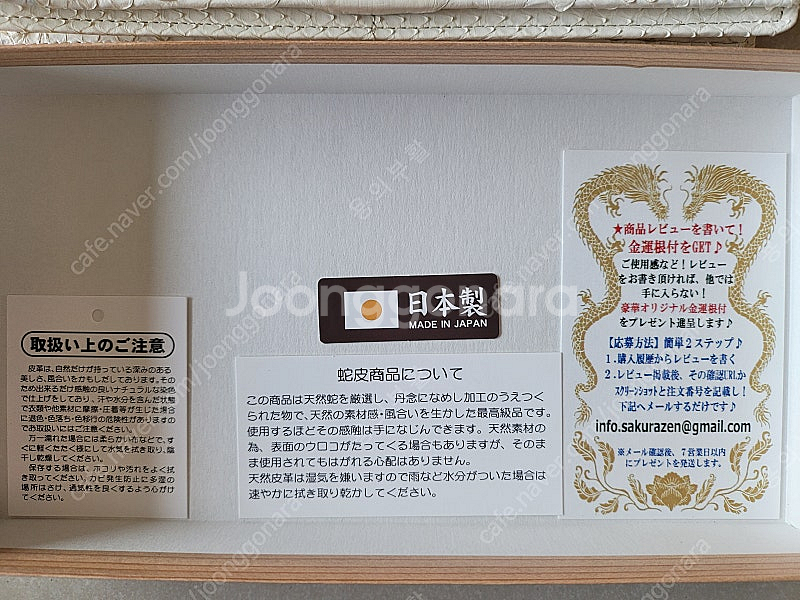 取扱い上のご注意
皮革は、自然だけが持っている深みのある
美しさ、風合いをかもしだしてあります。その
ため出来るだけ感触の良いナチュラルな染色
で仕上げをしており、汗や水分を含んだ状態
で衣類や他素材に摩擦・圧着等が生じた場合
に退色・色落ち・色移行の危険性がありますの
でお取扱いにはご注意ください。
万一濡れた場合には柔らかい布などで、す
ぐに軽くたたく様にして水気を拭き取り、陰
干し乾燥してください。
保存する場合は、ホコリや汚れをよく拭
き取ってください。カビ発生防止に多湿の
場所はさけ、通気性を良くするよう心がけ
てください。
日本製
MADE IN JAPAN
蛇皮商品について
この商品は天然蛇を厳選し、丹念になめし加工のうえつく
られた物で、天然の素材感・風合いを生かした最高級品です。
使用するほどその感触は手になじんできます。天然素材の
為、表面のウロコがたってくる場合もありますが、そのま
ま使用されてもはがれる心配はありません。
天然皮革は湿気を嫌いますので雨など水分がついた場合は
速やかに拭き取り乾かしてください。
★商品レビューを書いて！
金運根付をGET♪
ご使用感など！レビュー
をお書き頂ければ、他では
手に入らない！
豪華オリジナル金運根付
をプレゼント進呈します♪
【応募方法】簡単２ステップ♪
１.購入履歴からレビューを書く
２.レビュー掲載後、その確認URLか
スクリーンショットと注文番号を記載し！
下記へメールするだけです♪
info.sakurazen@gmail.com
※メール確認後、７営業日以内
にプレゼントを発送します。
Joonggonara
cafe.naver.com/joonggonara
용의부활